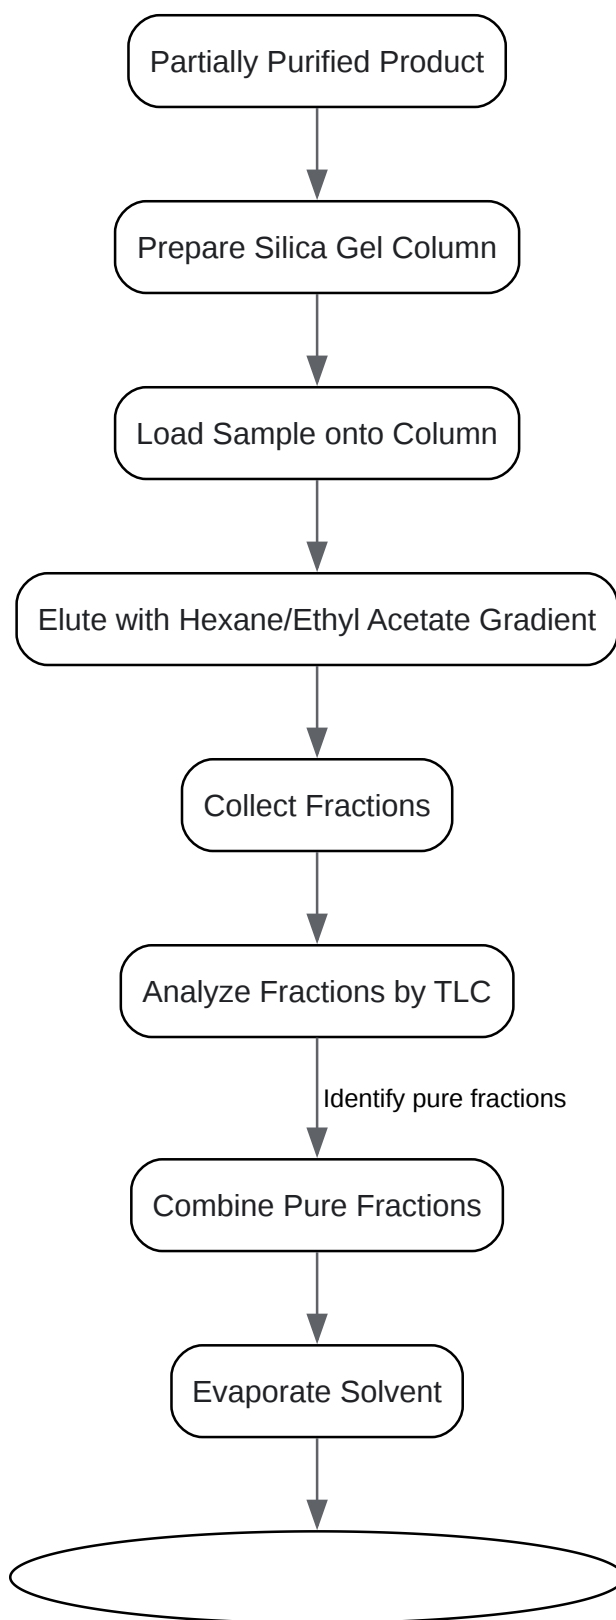 Partially Purified Product
Prepare Silica Gel Column
Load Sample onto Column
Elute with Hexane/Ethyl Acetate Gradient
Collect Fractions
Analyze Fractions by TLC
Identify pure fractions
Combine Pure Fractions
Evaporate Solvent